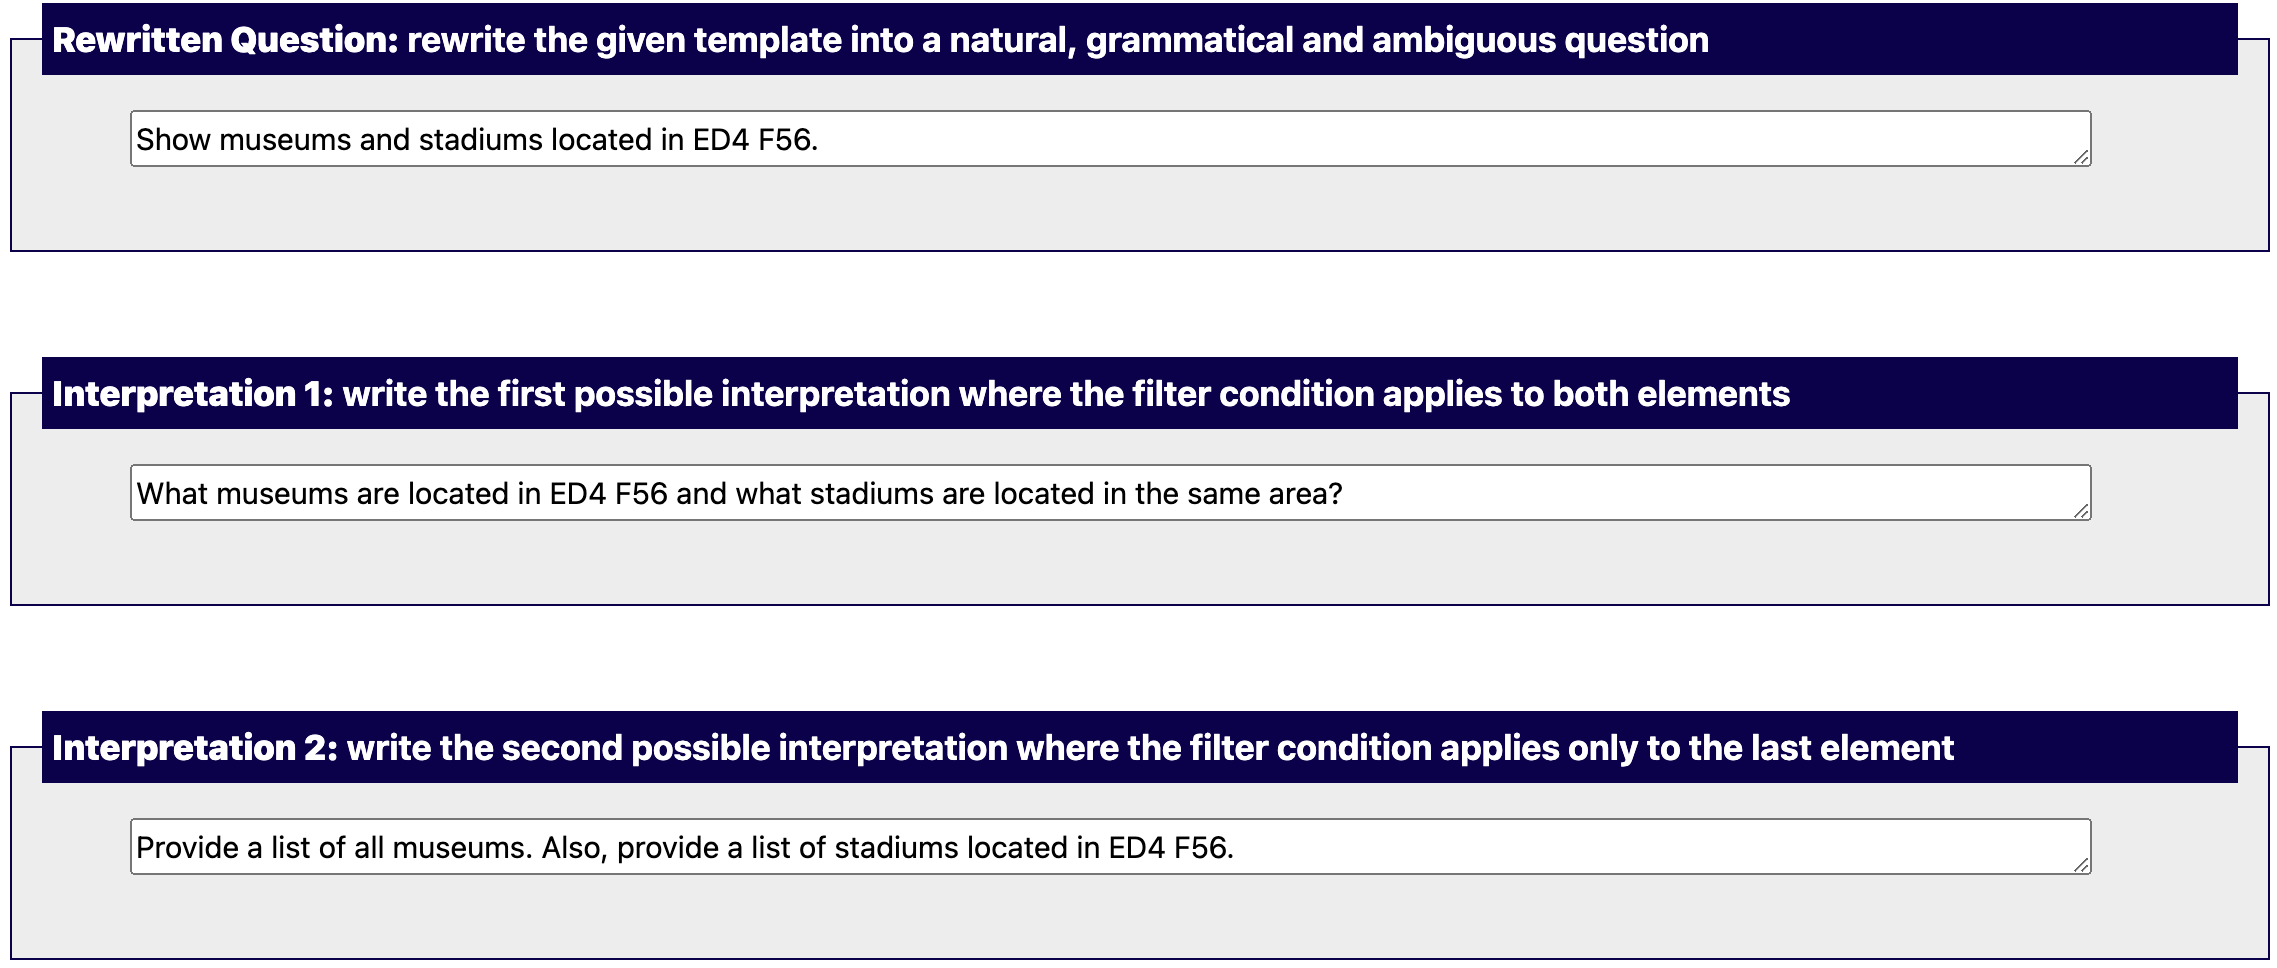 Rewritten Question: rewrite the given template into a natural, grammatical and ambiguous question
Show museums and stadiums located in ED4 F56.
Interpretation 1: write the first possible interpretation where the filter condition applies to both elements
What museums are located in ED4 F56 and what stadiums are located in the same area?
Interpretation 2: write the second possible interpretation where the filter condition applies only to the last element
Provide a list of all museums. Also, provide a list of stadiums located in ED4 F56.